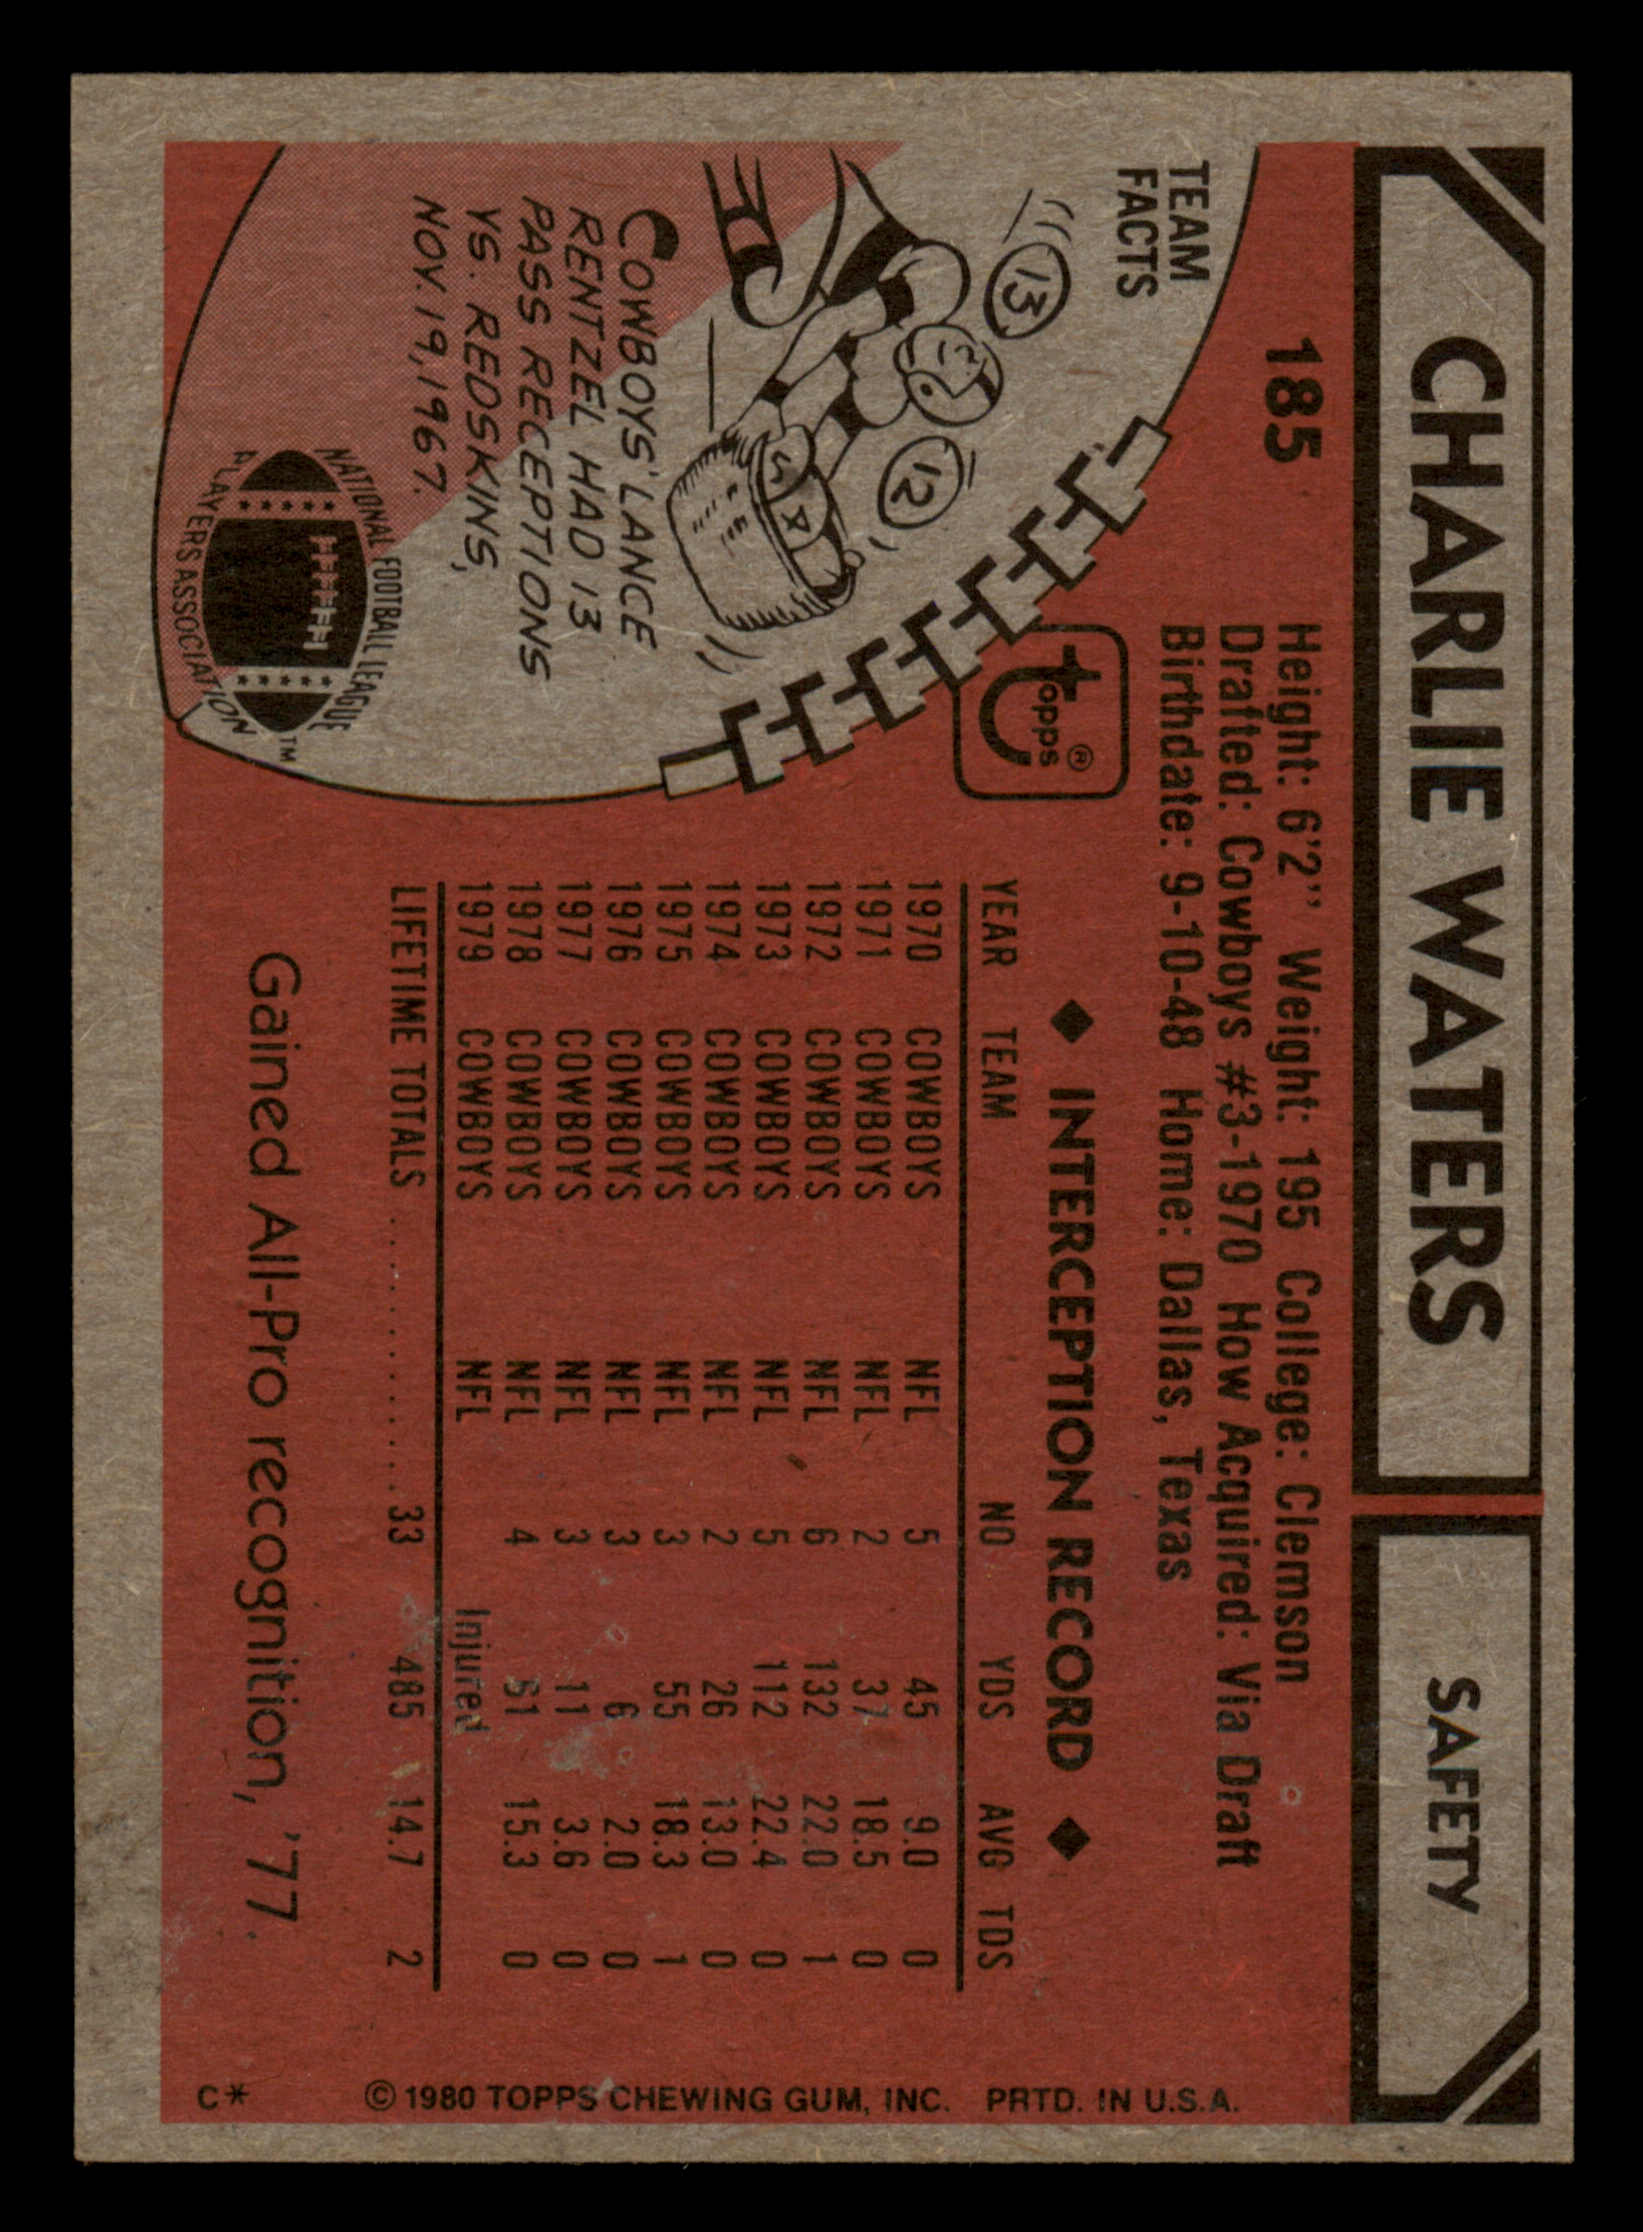 CHARLIE WATERS SAFETY
185 Height: 6'2" Weight: 195 College: Clemson
Drafted: Cowboys #3-1970 How Acquired: Via Draft
Birthdate: 9-10-48 Home: Dallas, Texas
TEAM
FACTS
13
12
COWBOYS' LANCE
RENTZEL HAD 13
PASS RECEPTIONS
VS. REDSKINS,
NOV. 19, 1967.
NATIONAL FOOTBALL LEAGUE
PLAYERS ASSOCIATION
TM
Topps ®
◆ INTERCEPTION RECORD ◆
YEAR TEAM NO YDS AVG TDS
1970 COWBOYS NFL 5 45 9.0 0
1971 COWBOYS NFL 2 37 18.5 0
1972 COWBOYS NFL 6 132 22.0 1
1973 COWBOYS NFL 5 112 22.4 0
1974 COWBOYS NFL 2 26 13.0 0
1975 COWBOYS NFL 3 55 18.3 1
1976 COWBOYS NFL 3 6 2.0 0
1977 COWBOYS NFL 3 11 3.6 0
1978 COWBOYS NFL 4 61 15.3 0
1979 COWBOYS NFL Injured
LIFETIME TOTALS .................. 33 485 14.7 2
Gained All-Pro recognition, '77.
C* © 1980 TOPPS CHEWING GUM, INC. PRTD. IN U.S.A.